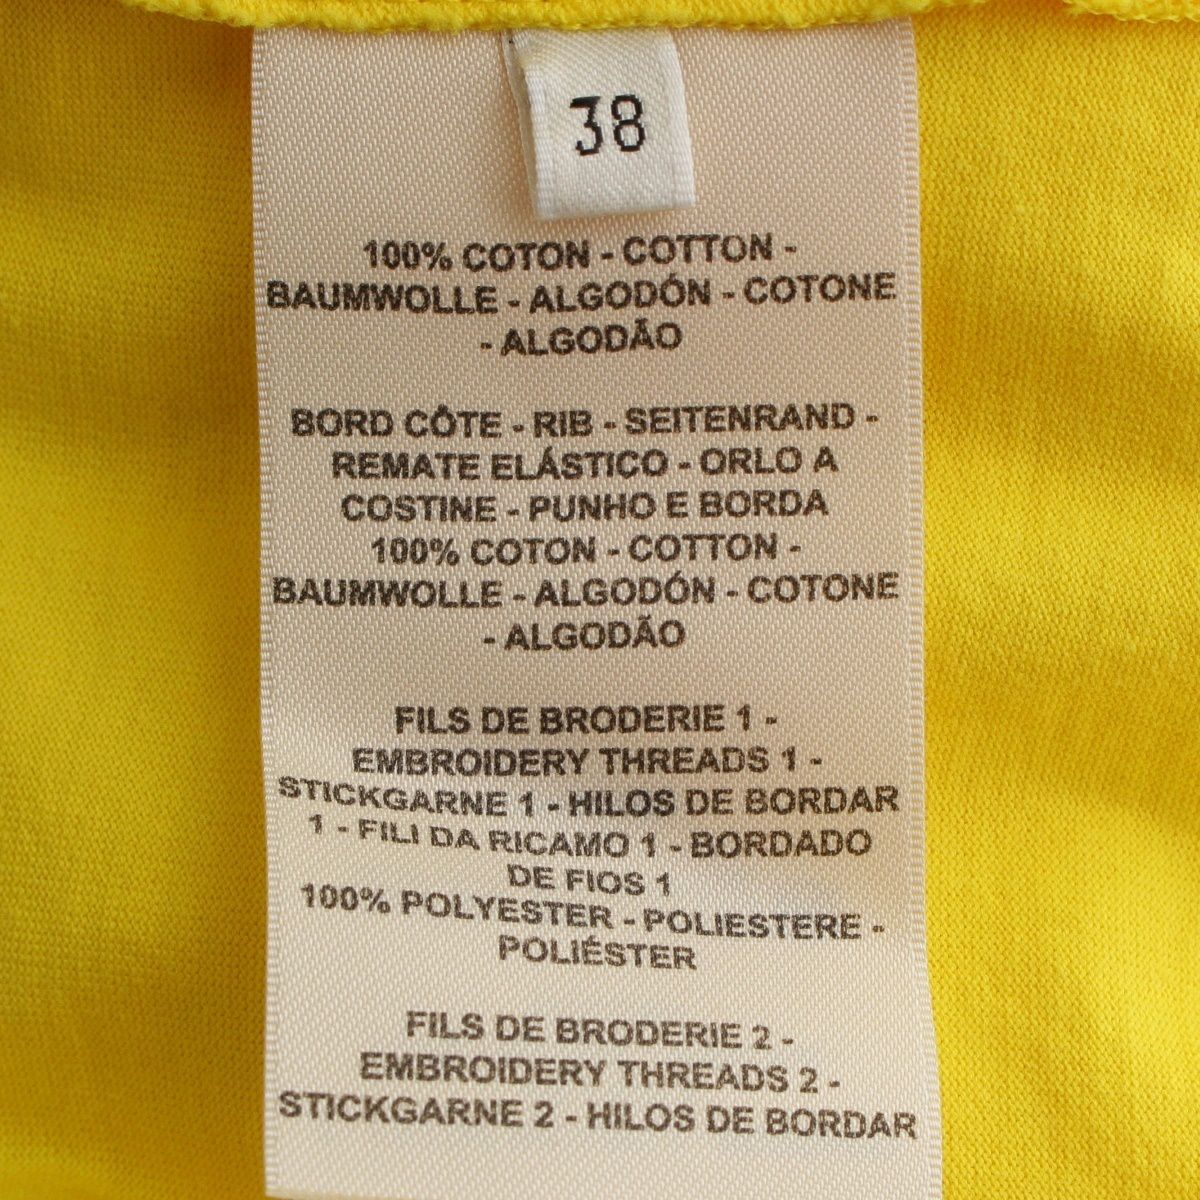 38
100% COTON - COTTON -
BAUMWOLLE - ALGODÓN - COTONE
- ALGODÃO
BORD CÔTE - RIB - SEITENRAND -
REMATE ELÁSTICO - ORLO A
COSTINE - PUNHO E BORDA
100% COTON - COTTON -
BAUMWOLLE - ALGODÓN - COTONE
- ALGODÃO
FILS DE BRODERIE 1 -
EMBROIDERY THREADS 1 -
STICKGARNE 1 - HILOS DE BORDAR
1 - FILI DA RICAMO 1 - BORDADO
DE FIOS 1
100% POLYESTER - POLIESTERE -
POLIÉSTER
FILS DE BRODERIE 2 -
EMBROIDERY THREADS 2 -
STICKGARNE 2 - HILOS DE BORDAR